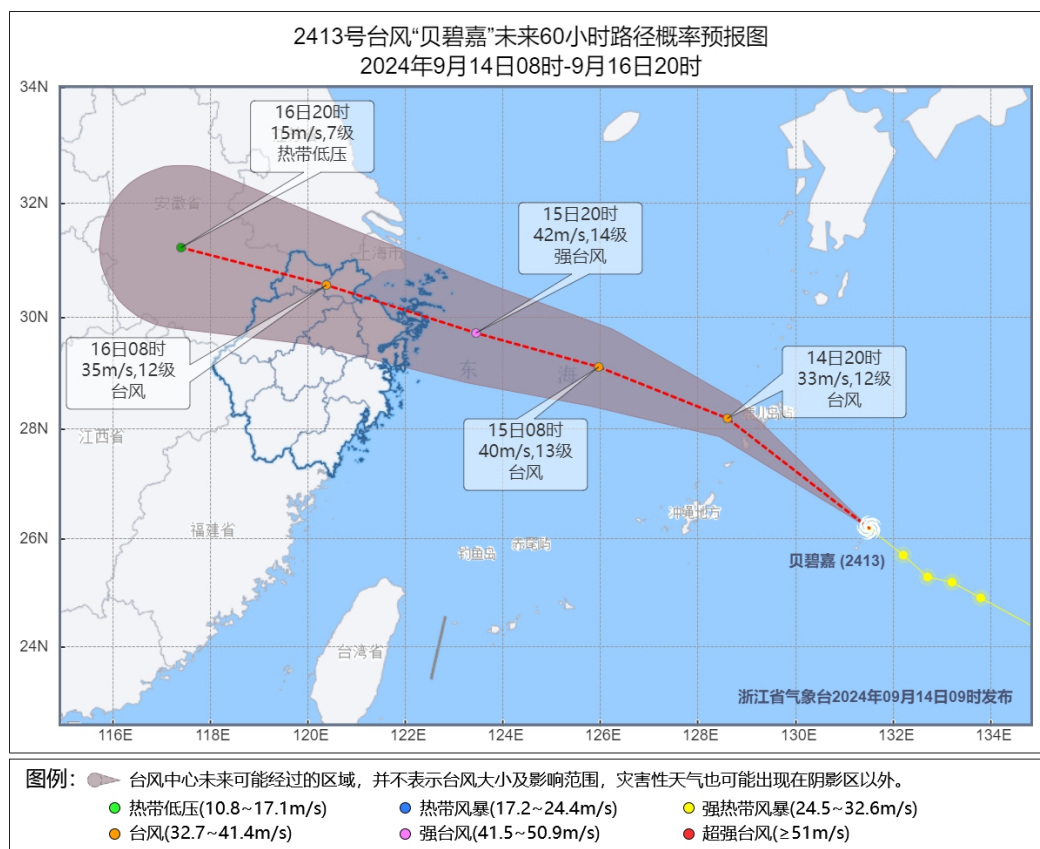 2413号台风“贝碧嘉”未来60小时路径概率预报图
2024年9月14日08时-9月16日20时
34N
32N
30N
28N
26N
24N
16日20时
15m/s,7级
热带低压
15日20时
42m/s,14级
强台风
16日08时
35m/s,12级
台风
15日08时
40m/s,13级
台风
14日20时
33m/s,12级
台风
安徽省
上海市
东 海
江西省
福建省
冲绳地方
钓鱼岛
赤尾屿
台湾省
贝碧嘉 (2413)
浙江省气象台2024年09月14日09时发布
116E 118E 120E 122E 124E 126E 128E 130E 132E 134E
图例：
台风中心未来可能经过的区域，并不表示台风大小及影响范围，灾害性天气也可能出现在阴影区以外。
热带低压(10.8~17.1m/s) 热带风暴(17.2~24.4m/s) 强热带风暴(24.5~32.6m/s)
台风(32.7~41.4m/s) 强台风(41.5~50.9m/s) 超强台风(≥51m/s)